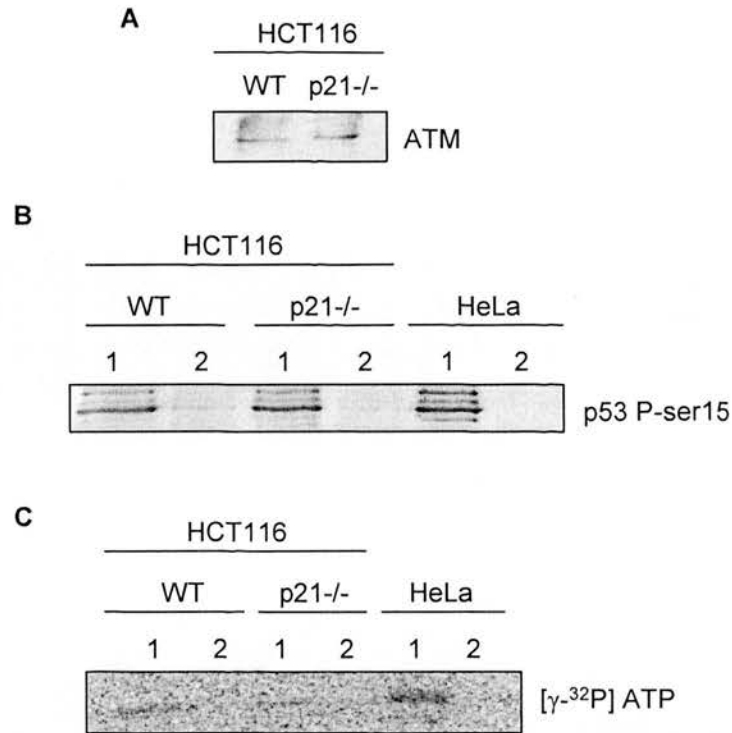 A
HCT116
WT p21-/-
ATM
B
HCT116
WT p21-/- HeLa
1 2 1 2 1 2
p53 P-ser15
C
HCT116
WT p21-/- HeLa
1 2 1 2 1 2
[γ-³²P] ATP